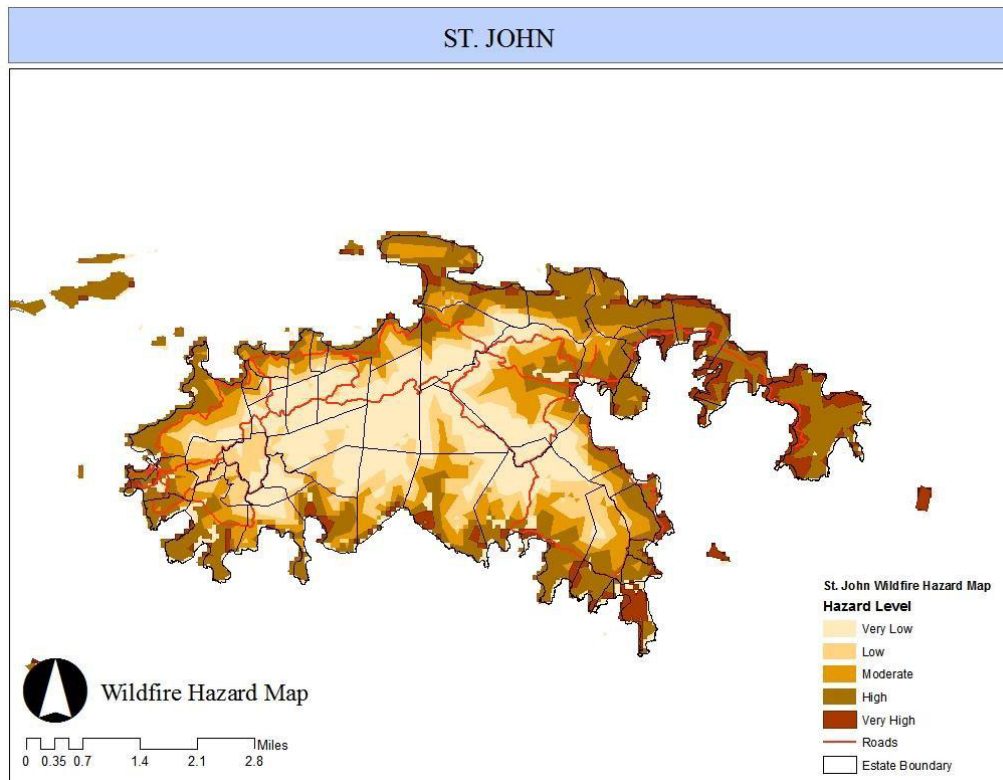 ST. JOHN
St. John Wildfire Hazard Map
Hazard Level
Very Low
Low
Moderate
High
Very High
Roads
Estate Boundary
Wildfire Hazard Map
Miles
0 0.35 0.7 1.4 2.1 2.8